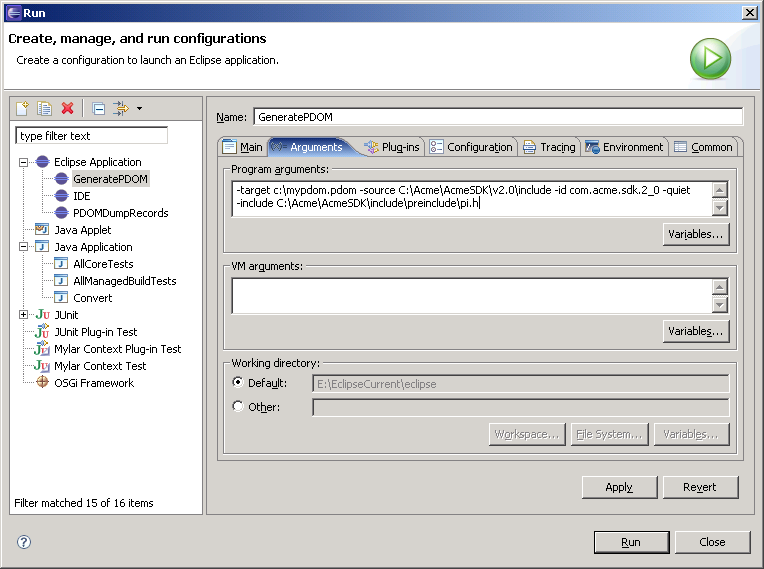 Run
Create, manage, and run configurations
Create a configuration to launch an Eclipse application.
type filter text
Eclipse Application
GeneratePDOM
IDE
PDOMDumpRecords
Java Applet
Java Application
AllCoreTests
AllManagedBuildTests
Convert
JUnit
JUnit Plug-in Test
Mylar Context Plug-in Test
Mylar Context Test
OSGi Framework
Filter matched 15 of 16 items
Name: GeneratePDOM
Main Arguments Plug-ins Configuration Tracing Environment Common
Program arguments:
-target c:\mypdom.pdom -source C:\Acme\AcmeSDK\v2.0\include -id com.acme.sdk.2_0 -quiet
-include C:\Acme\AcmeSDK\include\preinclude\pi.h
Variables...
VM arguments:
Variables...
Working directory:
Default: E:\EclipseCurrent\eclipse
Other:
Workspace... File System... Variables...
Apply Revert
Run Close